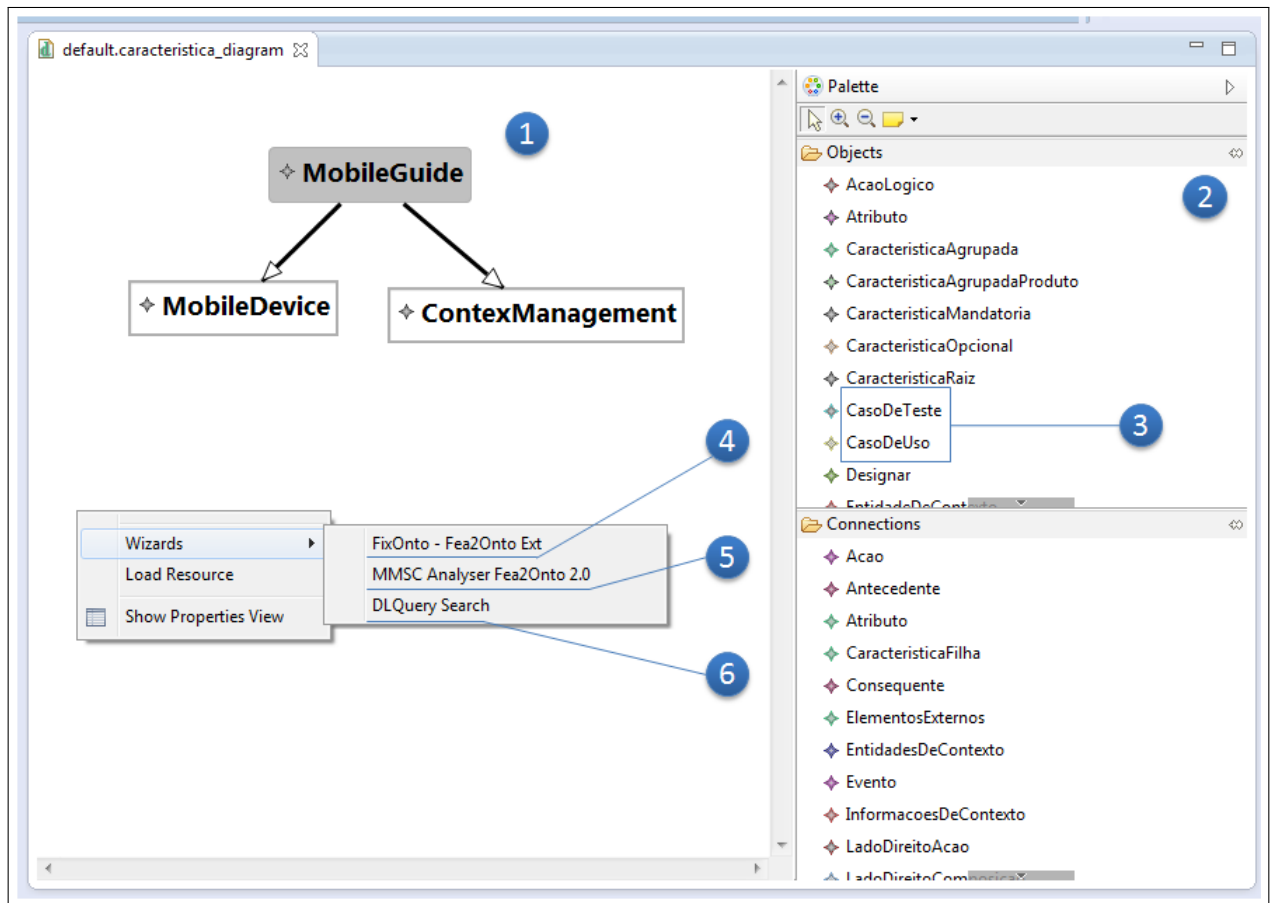 default.caracteristica_diagram
1
MobileGuide
MobileDevice
ContexManagement
4
Wizards
Load Resource
Show Properties View
FixOnto - Fea2Onto Ext
MMSC Analyser Fea2Onto 2.0
DLQuery Search
5
6
Palette
Objects
2
AcaoLogico
Atributo
CaracteristicaAgrupada
CaracteristicaAgrupadaProduto
CaracteristicaMandatoria
CaracteristicaOpcional
CaracteristicaRaiz
CasoDeTeste
CasoDeUso
3
Designar
EntidadeDeContexto
Connections
Acao
Antecedente
Atributo
CaracteristicaFilha
Consequente
ElementosExternos
EntidadesDeContexto
Evento
InformacoesDeContexto
LadoDireitoAcao
LadoDireitoComposicao